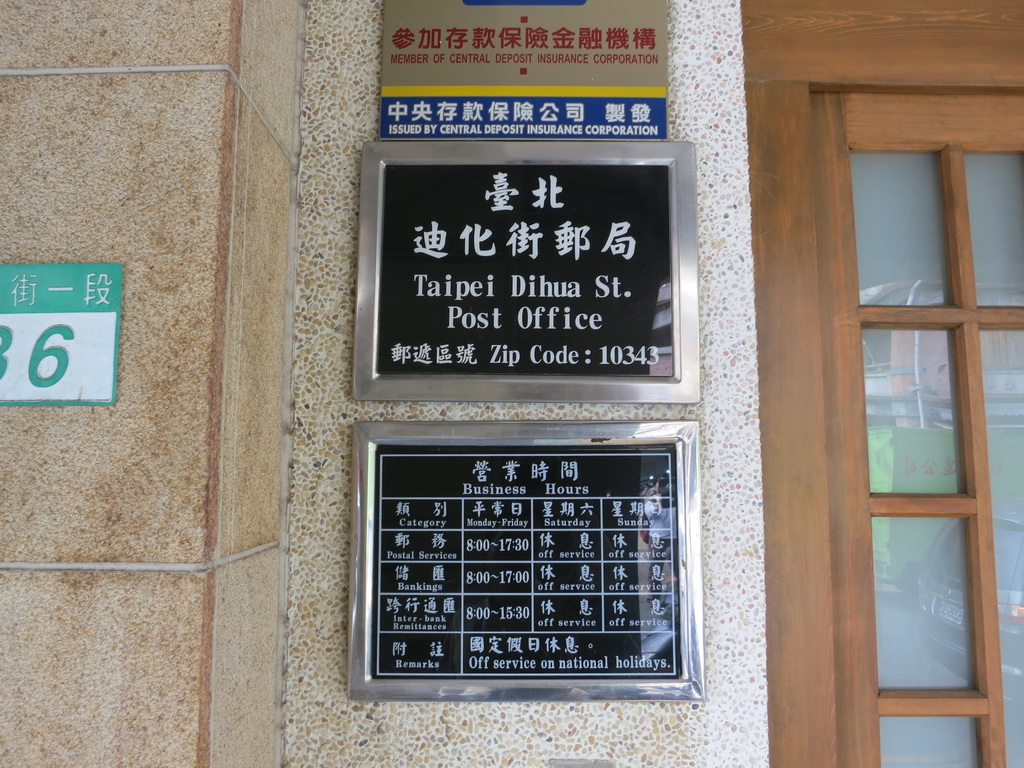 參加存款保險金融機構
MEMBER OF CENTRAL DEPOSIT INSURANCE CORPORATION
中央存款保險公司 製發
ISSUED BY CENTRAL DEPOSIT INSURANCE CORPORATION
臺北
迪化街郵局
Taipei Dihua St.
Post Office
郵遞區號 Zip Code：10343
街一段
36
營業時間
Business Hours
類別 平常日 星期六 星期日
Category Monday-Friday Saturday Sunday
郵務 8:00~17:30 休息 休息
Postal Services off service off service
儲匯 8:00~17:00 休息 休息
Bankings off service off service
跨行通匯 8:00~15:30 休息 休息
Inter-bank off service off service
Remittances
附註 國定假日休息。
Remarks Off service on national holidays.